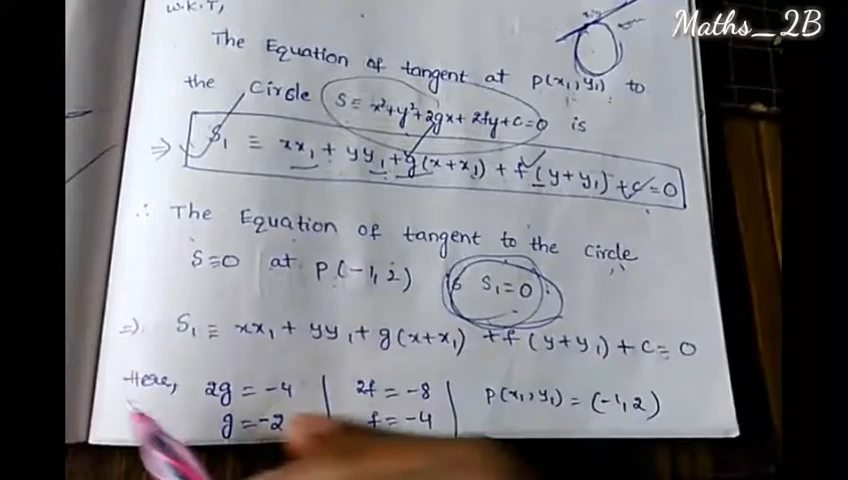 W.K.T,
Maths_2B
The Equation of tangent at P(x₁,y₁) to
the Circle S ≡ x²+y²+2gx+2fy+c=0 is
⇒ S₁ ≡ xx₁ + yy₁ + g(x+x₁) + f(y+y₁) + c = 0
∴ The Equation of tangent to the Circle
S=0 at P(-1,2) is S₁=0.
⇒ S₁ ≡ xx₁ + yy₁ + g(x+x₁) + f(y+y₁) + c = 0
Here, 2g = -4 | 2f = -8 | P(x₁,y₁) = (-1,2)
g = -2 | f = -4